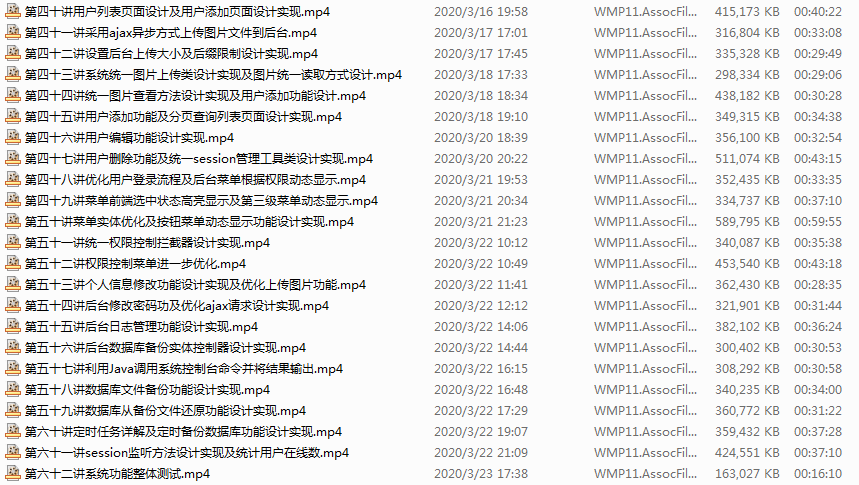 第四十讲用户列表页面设计及用户添加页面设计实现.mp4 2020/3/16 19:58 WMP11.AssocFil... 415,173 KB 00:40:22
第四十一讲采用ajax异步方式上传图片文件到后台.mp4 2020/3/17 17:01 WMP11.AssocFil... 316,804 KB 00:33:08
第四十二讲设置后台上传大小及后缀限制设计实现.mp4 2020/3/17 17:45 WMP11.AssocFil... 335,328 KB 00:29:49
第四十三讲系统统一图片上传类设计实现及图片统一读取方式设计.mp4 2020/3/18 17:33 WMP11.AssocFil... 298,334 KB 00:29:06
第四十四讲统一图片查看方法设计实现及用户添加功能设计.mp4 2020/3/18 18:34 WMP11.AssocFil... 438,182 KB 00:30:28
第四十五讲用户添加功能及分页查询列表页面设计实现.mp4 2020/3/18 19:10 WMP11.AssocFil... 349,315 KB 00:34:38
第四十六讲用户编辑功能设计实现.mp4 2020/3/20 18:39 WMP11.AssocFil... 356,100 KB 00:32:54
第四十七讲用户删除功能及统一session管理工具类设计实现.mp4 2020/3/20 20:22 WMP11.AssocFil... 511,074 KB 00:43:15
第四十八讲优化用户登录流程及后台菜单根据权限动态显示.mp4 2020/3/21 19:53 WMP11.AssocFil... 352,435 KB 00:33:35
第四十九讲菜单前端选中状态高亮显示及第三级菜单动态显示.mp4 2020/3/21 20:34 WMP11.AssocFil... 334,737 KB 00:37:10
第五十讲菜单实体优化及按钮菜单动态显示功能设计实现.mp4 2020/3/21 21:23 WMP11.AssocFil... 589,795 KB 00:59:55
第五十一讲统一权限控制拦截器设计实现.mp4 2020/3/22 10:12 WMP11.AssocFil... 340,087 KB 00:35:38
第五十二讲权限控制菜单进一步优化.mp4 2020/3/22 10:49 WMP11.AssocFil... 453,540 KB 00:43:18
第五十三讲个人信息修改功能设计实现及优化上传图片功能.mp4 2020/3/22 11:41 WMP11.AssocFil... 362,430 KB 00:28:35
第五十四讲后台修改密码功及优化ajax请求设计实现.mp4 2020/3/22 12:12 WMP11.AssocFil... 321,901 KB 00:31:44
第五十五讲后台日志管理功能设计实现.mp4 2020/3/22 14:06 WMP11.AssocFil... 382,102 KB 00:36:24
第五十六讲后台数据库备份实体控制器设计实现.mp4 2020/3/22 14:44 WMP11.AssocFil... 300,402 KB 00:30:53
第五十七讲利用Java调用系统控制台命令并将结果输出.mp4 2020/3/22 16:15 WMP11.AssocFil... 308,292 KB 00:30:58
第五十八讲数据库文件备份功能设计实现.mp4 2020/3/22 16:48 WMP11.AssocFil... 340,235 KB 00:34:00
第五十九讲数据库从备份文件还原功能设计实现.mp4 2020/3/22 17:29 WMP11.AssocFil... 360,772 KB 00:31:22
第六十讲定时任务详解及定时备份数据库功能设计实现.mp4 2020/3/22 19:07 WMP11.AssocFil... 359,432 KB 00:37:28
第六十一讲session监听方法设计实现及统计用户在线数.mp4 2020/3/22 21:09 WMP11.AssocFil... 424,551 KB 00:37:10
第六十二讲系统功能整体测试.mp4 2020/3/23 17:38 WMP11.AssocFil... 163,027 KB 00:16:10